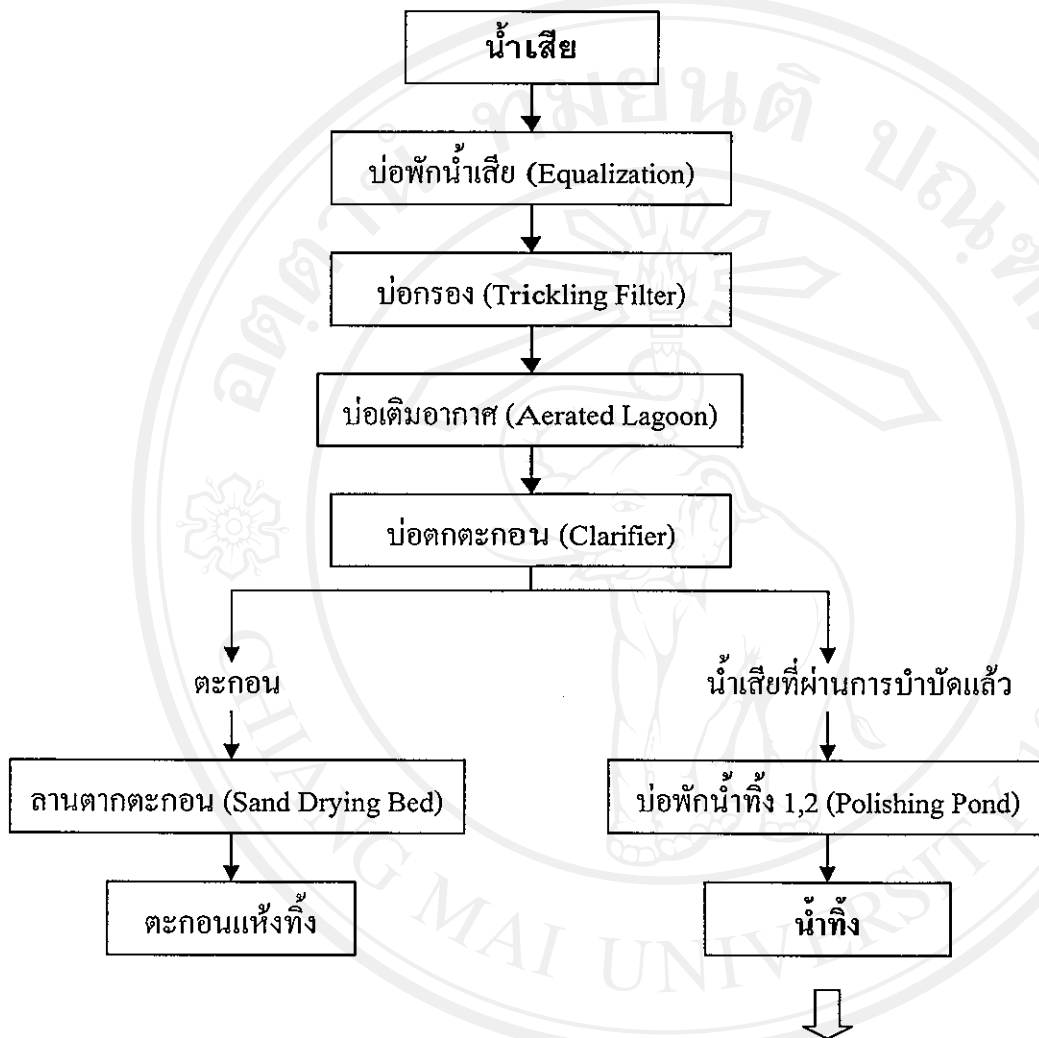 น้ำเสีย
บ่อพักน้ำเสีย (Equalization)
บ่อกรอง (Trickling Filter)
บ่อเติมอากาศ (Aerated Lagoon)
บ่อตกตะกอน (Clarifier)
ตะกอน
น้ำเสียที่ผ่านการบำบัดแล้ว
ลานตากตะกอน (Sand Drying Bed)
บ่อพักน้ำทิ้ง 1,2 (Polishing Pond)
ตะกอนแห้งทิ้ง
น้ำทิ้ง
CHIANG MAI UNIVERSITY